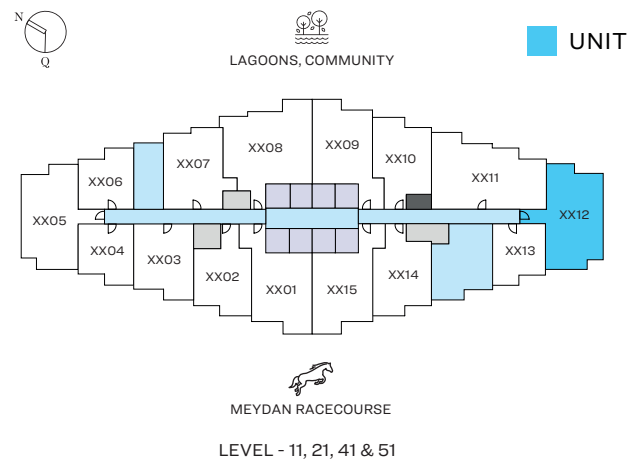 N
Q
LAGOONS, COMMUNITY
UNIT
XX08
XX09
XX07
XX10
XX06
XX11
XX05
XX12
XX04
XX03
XX02
XX01
XX15
XX14
XX13
MEYDAN RACECOURSE
LEVEL - 11, 21, 41 & 51